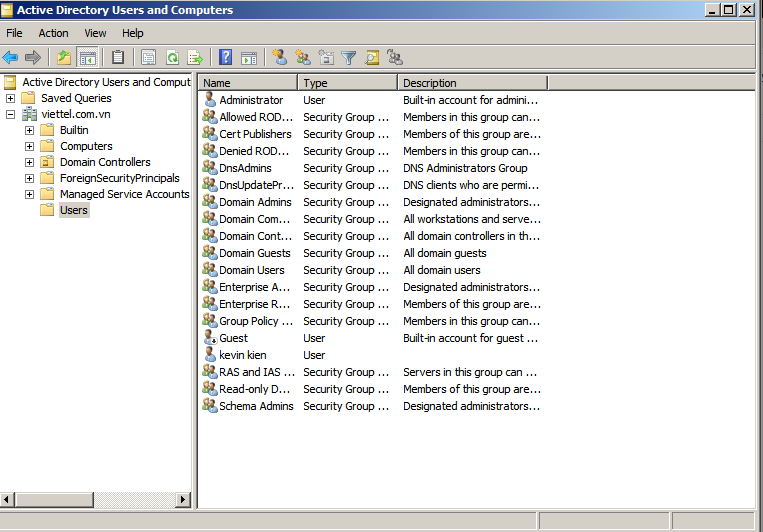 Active Directory Users and Computers
File Action View Help
Active Directory Users and Comput
Saved Queries
viettel.com.vn
Builtin
Computers
Domain Controllers
ForeignSecurityPrincipals
Managed Service Accounts
Users
Name Type Description
Administrator User Built-in account for admini...
Allowed ROD... Security Group ... Members in this group can...
Cert Publishers Security Group ... Members of this group are...
Denied ROD... Security Group ... Members in this group can...
DnsAdmins Security Group ... DNS Administrators Group
DnsUpdatePr... Security Group ... DNS clients who are permi...
Domain Admins Security Group ... Designated administrators...
Domain Com... Security Group ... All workstations and serve...
Domain Cont... Security Group ... All domain controllers in th...
Domain Guests Security Group ... All domain guests
Domain Users Security Group ... All domain users
Enterprise A... Security Group ... Designated administrators...
Enterprise R... Security Group ... Members of this group are...
Group Policy ... Security Group ... Members in this group can...
Guest User Built-in account for guest ...
kevin kien User
RAS and IAS ... Security Group ... Servers in this group can ...
Read-only D... Security Group ... Members of this group are...
Schema Admins Security Group ... Designated administrators...